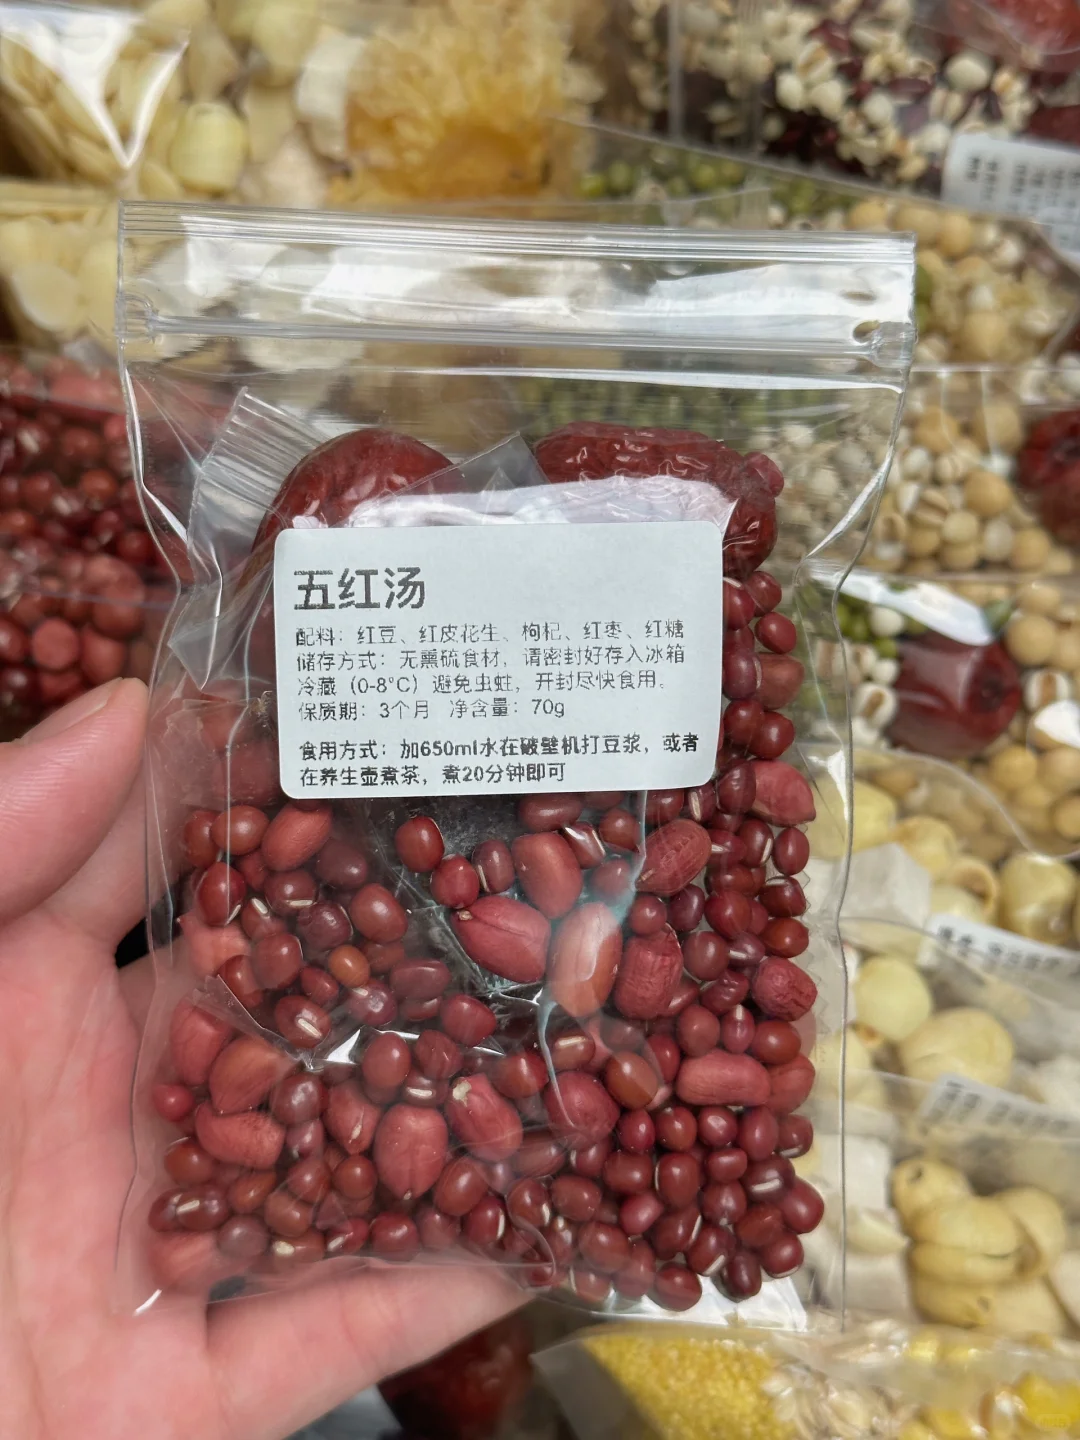 五红汤
配料：红豆、红皮花生、枸杞、红枣、红糖
储存方式：无熏硫食材，请密封好存入冰箱
冷藏（0-8°C）避免虫蛀，开封尽快食用。
保质期：3个月 净含量：70g
食用方式：加650ml水在破壁机打豆浆，或者
在养生壶煮茶，煮20分钟即可